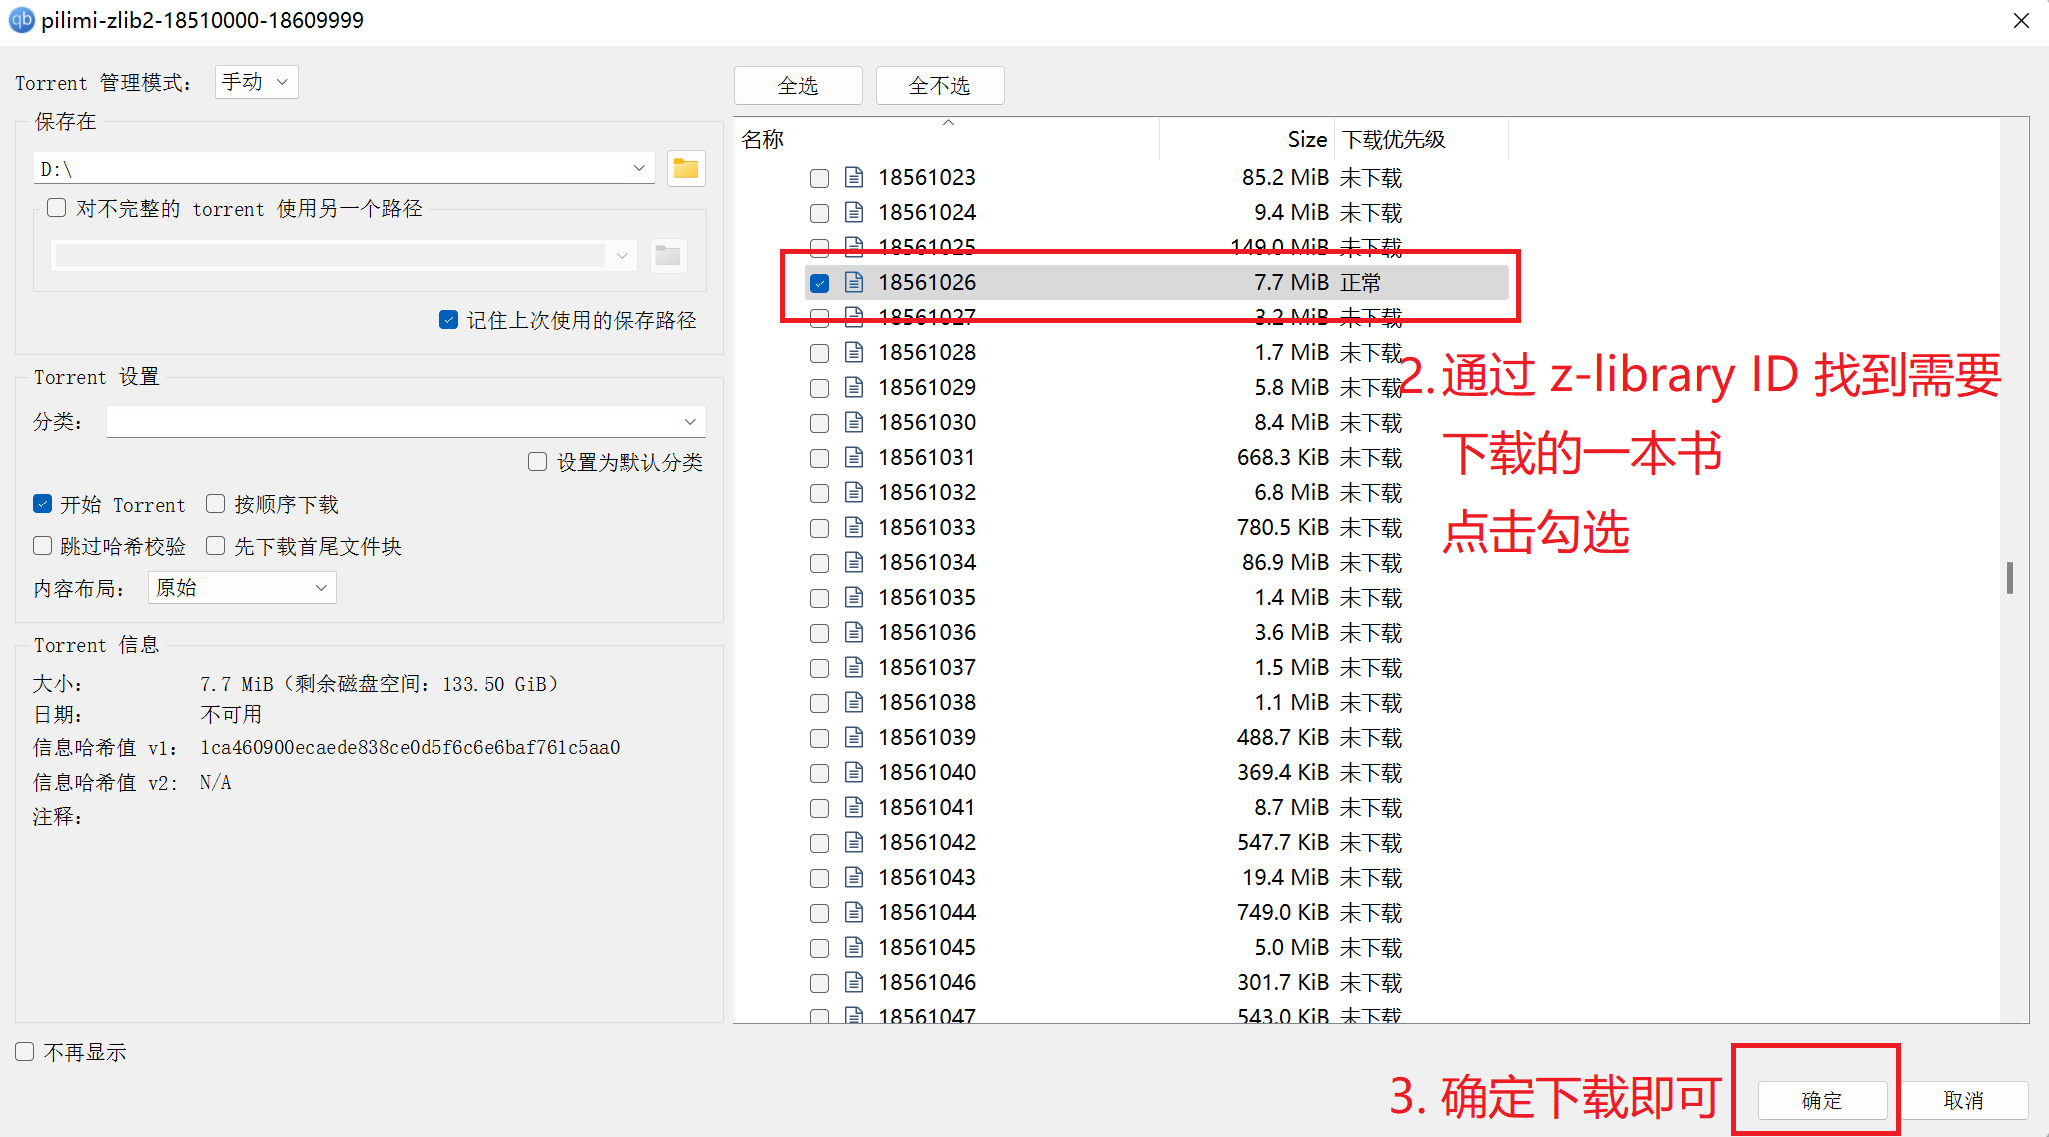 pilimi-zlib2-18510000-18609999
Torrent 管理模式： 手动
保存在
D:\
对不完整的 torrent 使用另一个路径
记住上次使用的保存路径
Torrent 设置
分类：
设置为默认分类
开始 Torrent 按顺序下载
跳过哈希校验 先下载首尾文件块
内容布局： 原始
Torrent 信息
大小： 7.7 MiB（剩余磁盘空间：133.50 GiB）
日期： 不可用
信息哈希值 v1： 1ca460900ecaede838ce0d5f6c6e6baf761c5aa0
信息哈希值 v2： N/A
注释：
不再显示
全选 全不选
名称 Size 下载优先级
18561023 85.2 MiB 未下载
18561024 9.4 MiB 未下载
18561025 149.0 MiB 未下载
18561026 7.7 MiB 正常
18561027 3.2 MiB 未下载
18561028 1.7 MiB 未下载
18561029 5.8 MiB 未下载
18561030 8.4 MiB 未下载
18561031 668.3 KiB 未下载
18561032 6.8 MiB 未下载
18561033 780.5 KiB 未下载
18561034 86.9 MiB 未下载
18561035 1.4 MiB 未下载
18561036 3.6 MiB 未下载
18561037 1.5 MiB 未下载
18561038 1.1 MiB 未下载
18561039 488.7 KiB 未下载
18561040 369.4 KiB 未下载
18561041 8.7 MiB 未下载
18561042 547.7 KiB 未下载
18561043 19.4 MiB 未下载
18561044 749.0 KiB 未下载
18561045 5.0 MiB 未下载
18561046 301.7 KiB 未下载
18561047 543.0 KiB 未下载
2. 通过 z-library ID 找到需要
下载的一本书
点击勾选
3. 确定下载即可
确定 取消